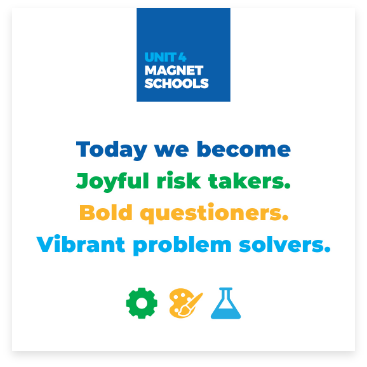 UNIT 4
MAGNET
SCHOOLS
Today we become
Joyful risk takers.
Bold questioners.
Vibrant problem solvers.